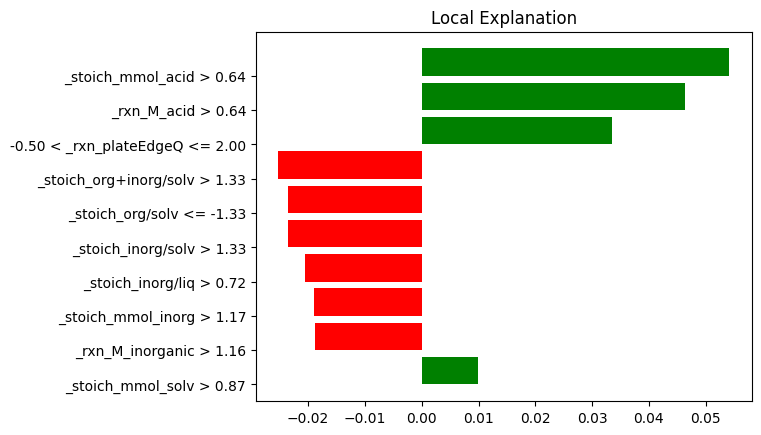 Local Explanation
_stoich_mmol_acid > 0.64
_rxn_M_acid > 0.64
-0.50 < _rxn_plateEdgeQ <= 2.00
_stoich_org+inorg/solv > 1.33
_stoich_org/solv <= -1.33
_stoich_inorg/solv > 1.33
_stoich_inorg/liq > 0.72
_stoich_mmol_inorg > 1.17
_rxn_M_inorganic > 1.16
_stoich_mmol_solv > 0.87
−0.02 −0.01 0.00 0.01 0.02 0.03 0.04 0.05